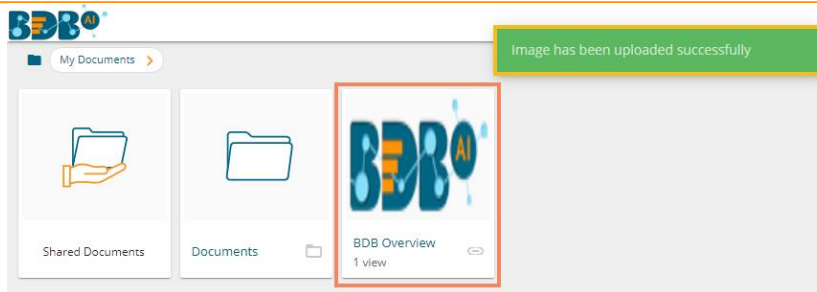 BDB AI
Image has been uploaded successfully
My Documents
BDB AI
Shared Documents
Documents
BDB Overview
1 view